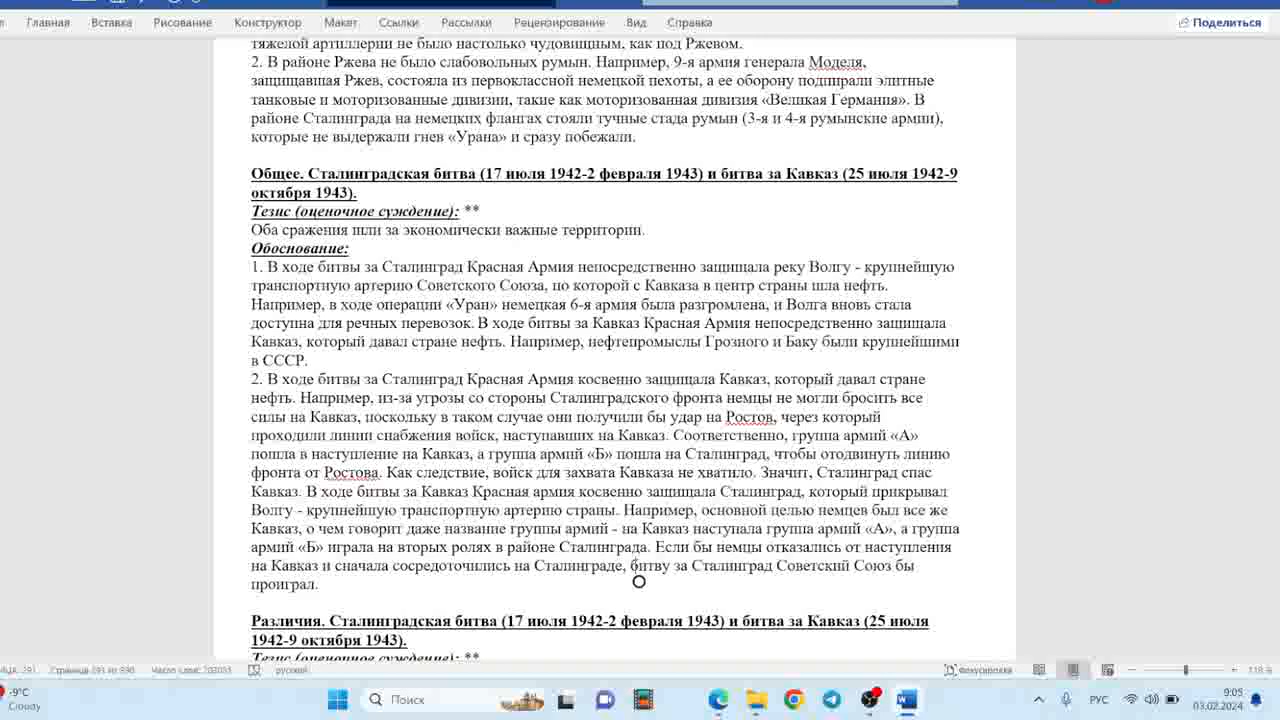 Главная Вставка Рисование Конструктор Макет Ссылки Рассылки Рецензирование Вид Справка Поделиться
тяжелой артиллерии не было настолько чудовищным, как под Ржевом.
2. В районе Ржева не было слабовольных румын. Например, 9-я армия генерала Моделя,
защищавшая Ржев, состояла из первоклассной немецкой пехоты, а ее оборону подпирали элитные
танковые и моторизованные дивизии, такие как моторизованная дивизия «Великая Германия». В
районе Сталинграда на немецких флангах стояли тучные стада румын (3-я и 4-я румынские армии),
которые не выдержали гнев «Урана» и сразу побежали.
Общее. Сталинградская битва (17 июля 1942-2 февраля 1943) и битва за Кавказ (25 июля 1942-9
октября 1943).
Тезис (оценочное суждение): **
Оба сражения шли за экономически важные территории.
Обоснование:
1. В ходе битвы за Сталинград Красная Армия непосредственно защищала реку Волгу - крупнейшую
транспортную артерию Советского Союза, по которой с Кавказа в центр страны шла нефть.
Например, в ходе операции «Уран» немецкая 6-я армия была разгромлена, и Волга вновь стала
доступна для речных перевозок. В ходе битвы за Кавказ Красная Армия непосредственно защищала
Кавказ, который давал стране нефть. Например, нефтепромыслы Грозного и Баку были крупнейшими
в СССР.
2. В ходе битвы за Сталинград Красная Армия косвенно защищала Кавказ, который давал стране
нефть. Например, из-за угрозы со стороны Сталинградского фронта немцы не могли бросить все
силы на Кавказ, поскольку в таком случае они получили бы удар на Ростов, через который
проходили линии снабжения войск, наступавших на Кавказ. Соответственно, группа армий «А»
пошла в наступление на Кавказ, а группа армий «Б» пошла на Сталинград, чтобы отодвинуть линию
фронта от Ростова. Как следствие, войск для захвата Кавказа не хватило. Значит, Сталинград спас
Кавказ. В ходе битвы за Кавказ Красная армия косвенно защищала Сталинград, который прикрывал
Волгу - крупнейшую транспортную артерию страны. Например, основной целью немцев был все же
Кавказ, о чем говорит даже название группы армий - на Кавказ наступала группа армий «А», а группа
армий «Б» играла на вторых ролях в районе Сталинграда. Если бы немцы отказались от наступления
на Кавказ и сначала сосредоточились на Сталинграде, битву за Сталинград Советский Союз бы
проиграл.
Различия. Сталинградская битва (17 июля 1942-2 февраля 1943) и битва за Кавказ (25 июля
1942-9 октября 1943).
Тезис (оценочное суждение): **
русский Фокусировка
-9°C
Cloudy
Поиск
РУС
9:05
03.02.2024